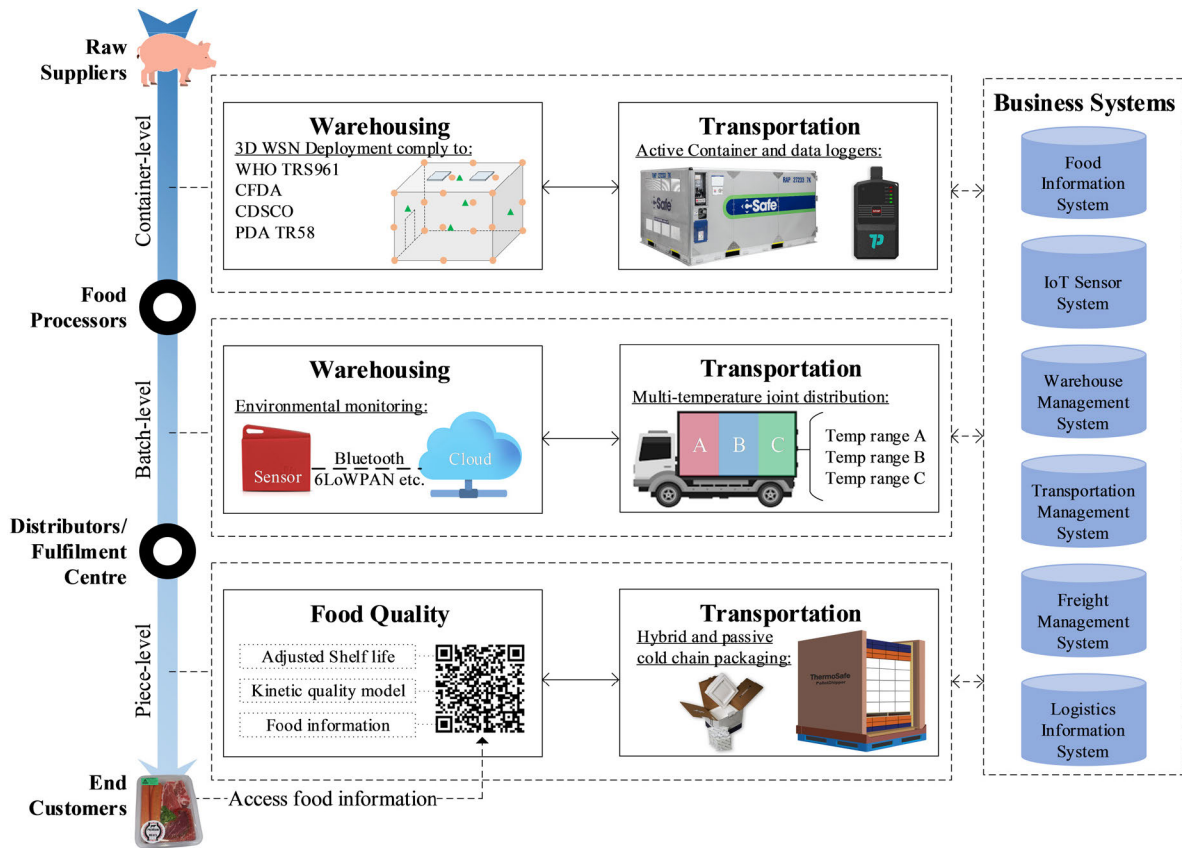 Raw
Suppliers
Container-level
Warehousing
3D WSN Deployment comply to:
WHO TRS961
CFDA
CDSCO
PDA TR58
Transportation
Active Container and data loggers:
RAP 27233 7K
Safe
Safe
Food
Processors
Batch-level
Warehousing
Environmental monitoring:
Sensor
Bluetooth
6LoWPAN etc.
Cloud
Transportation
Multi-temperature joint distribution:
A B C
Temp range A
Temp range B
Temp range C
Distributors/
Fulfilment
Centre
Piece-level
Food Quality
Adjusted Shelf life
Kinetic quality model
Food information
Transportation
Hybrid and passive
cold chain packaging:
ThermoSafe
End
Customers
Access food information
Business Systems
Food
Information
System
IoT Sensor
System
Warehouse
Management
System
Transportation
Management
System
Freight
Management
System
Logistics
Information
System